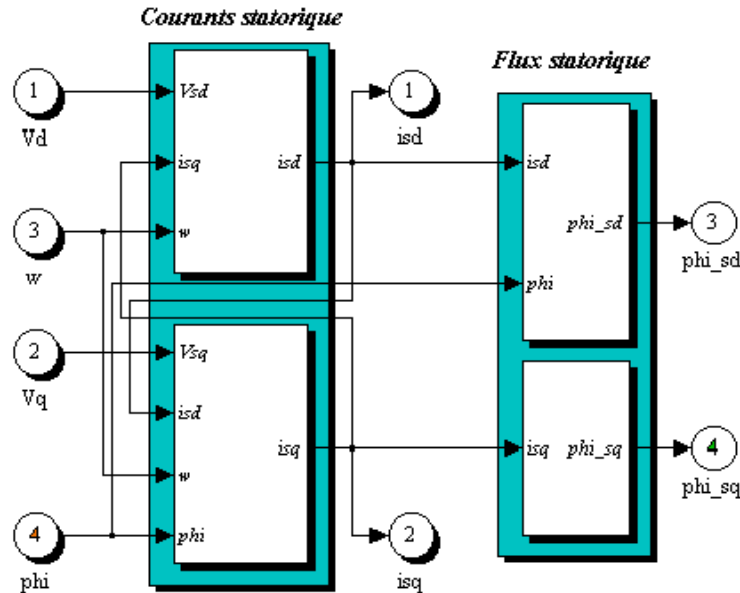 Courants statorique
Flux statorique
1
Vd
Vsd
isq
w
isd
1
isd
3
w
isd
phi
phi_sd
3
phi_sd
2
Vq
Vsq
isd
w
phi
isq
isq
phi_sq
4
phi_sq
4
phi
2
isq